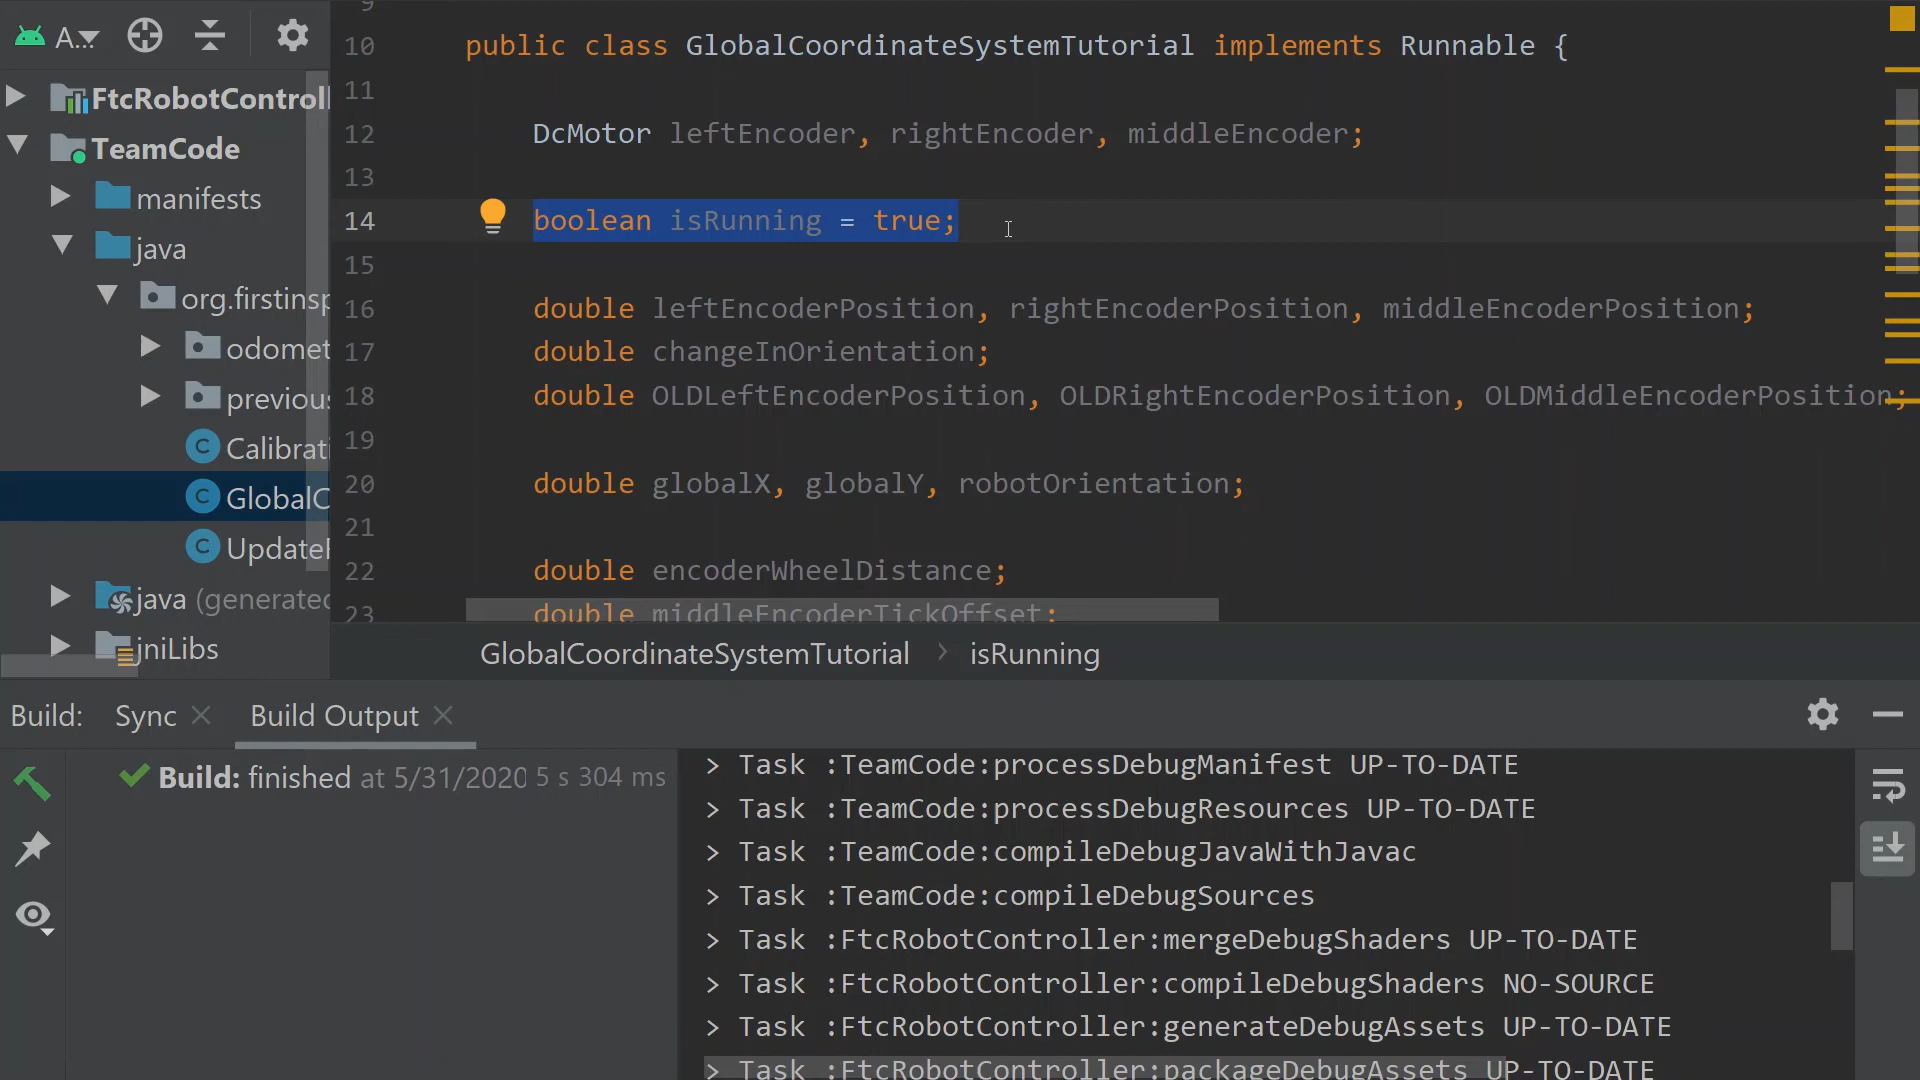 A...
FtcRobotControll
TeamCode
manifests
java
org.firstinsp
odomet
previous
Calibrati
GlobalC
Update
java (generated
jniLibs
9
10 public class GlobalCoordinateSystemTutorial implements Runnable {
11
12 DcMotor leftEncoder, rightEncoder, middleEncoder;
13
14 boolean isRunning = true;
15
16 double leftEncoderPosition, rightEncoderPosition, middleEncoderPosition;
17 double changeInOrientation;
18 double OLDLeftEncoderPosition, OLDRightEncoderPosition, OLDMiddleEncoderPosition;
19
20 double globalX, globalY, robotOrientation;
21
22 double encoderWheelDistance;
23 double middleEncoderTickOffset;
GlobalCoordinateSystemTutorial > isRunning
Build: Sync Build Output
Build: finished at 5/31/2020 5 s 304 ms
> Task :TeamCode:processDebugManifest UP-TO-DATE
> Task :TeamCode:processDebugResources UP-TO-DATE
> Task :TeamCode:compileDebugJavaWithJavac
> Task :TeamCode:compileDebugSources
> Task :FtcRobotController:mergeDebugShaders UP-TO-DATE
> Task :FtcRobotController:compileDebugShaders NO-SOURCE
> Task :FtcRobotController:generateDebugAssets UP-TO-DATE
> Task :FtcRobotController:packageDebugAssets UP-TO-DATE